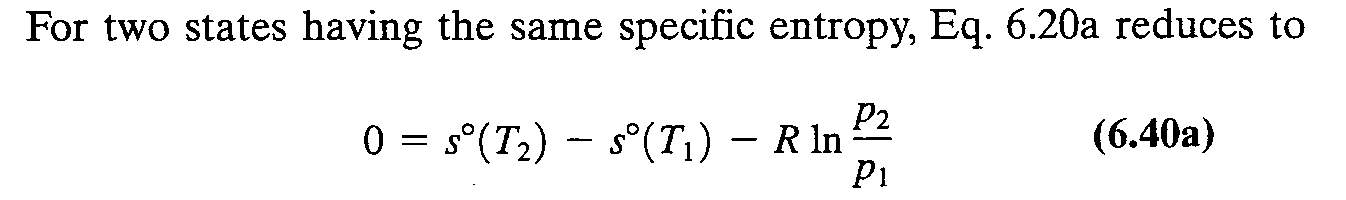 For two states having the same specific entropy, Eq. 6.20a reduces to
0 = s°(T₂) − s°(T₁) − R ln p₂/p₁ (6.40a)